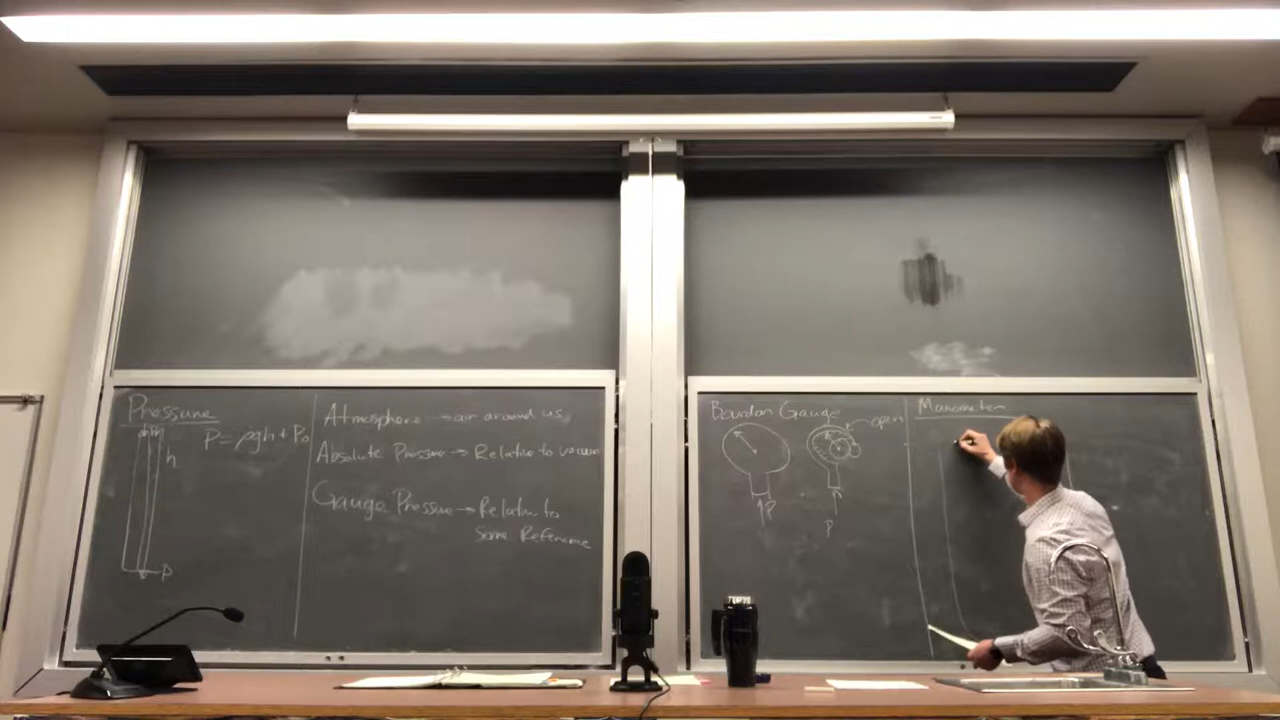 Pressure
P = ρgh + P₀
h
P
Atmosphere → air around us
Absolute Pressure → Relative to vacuum
Gauge Pressure → Relative to
Some Reference
Bourdon Gauge
open
P
P
Manometer